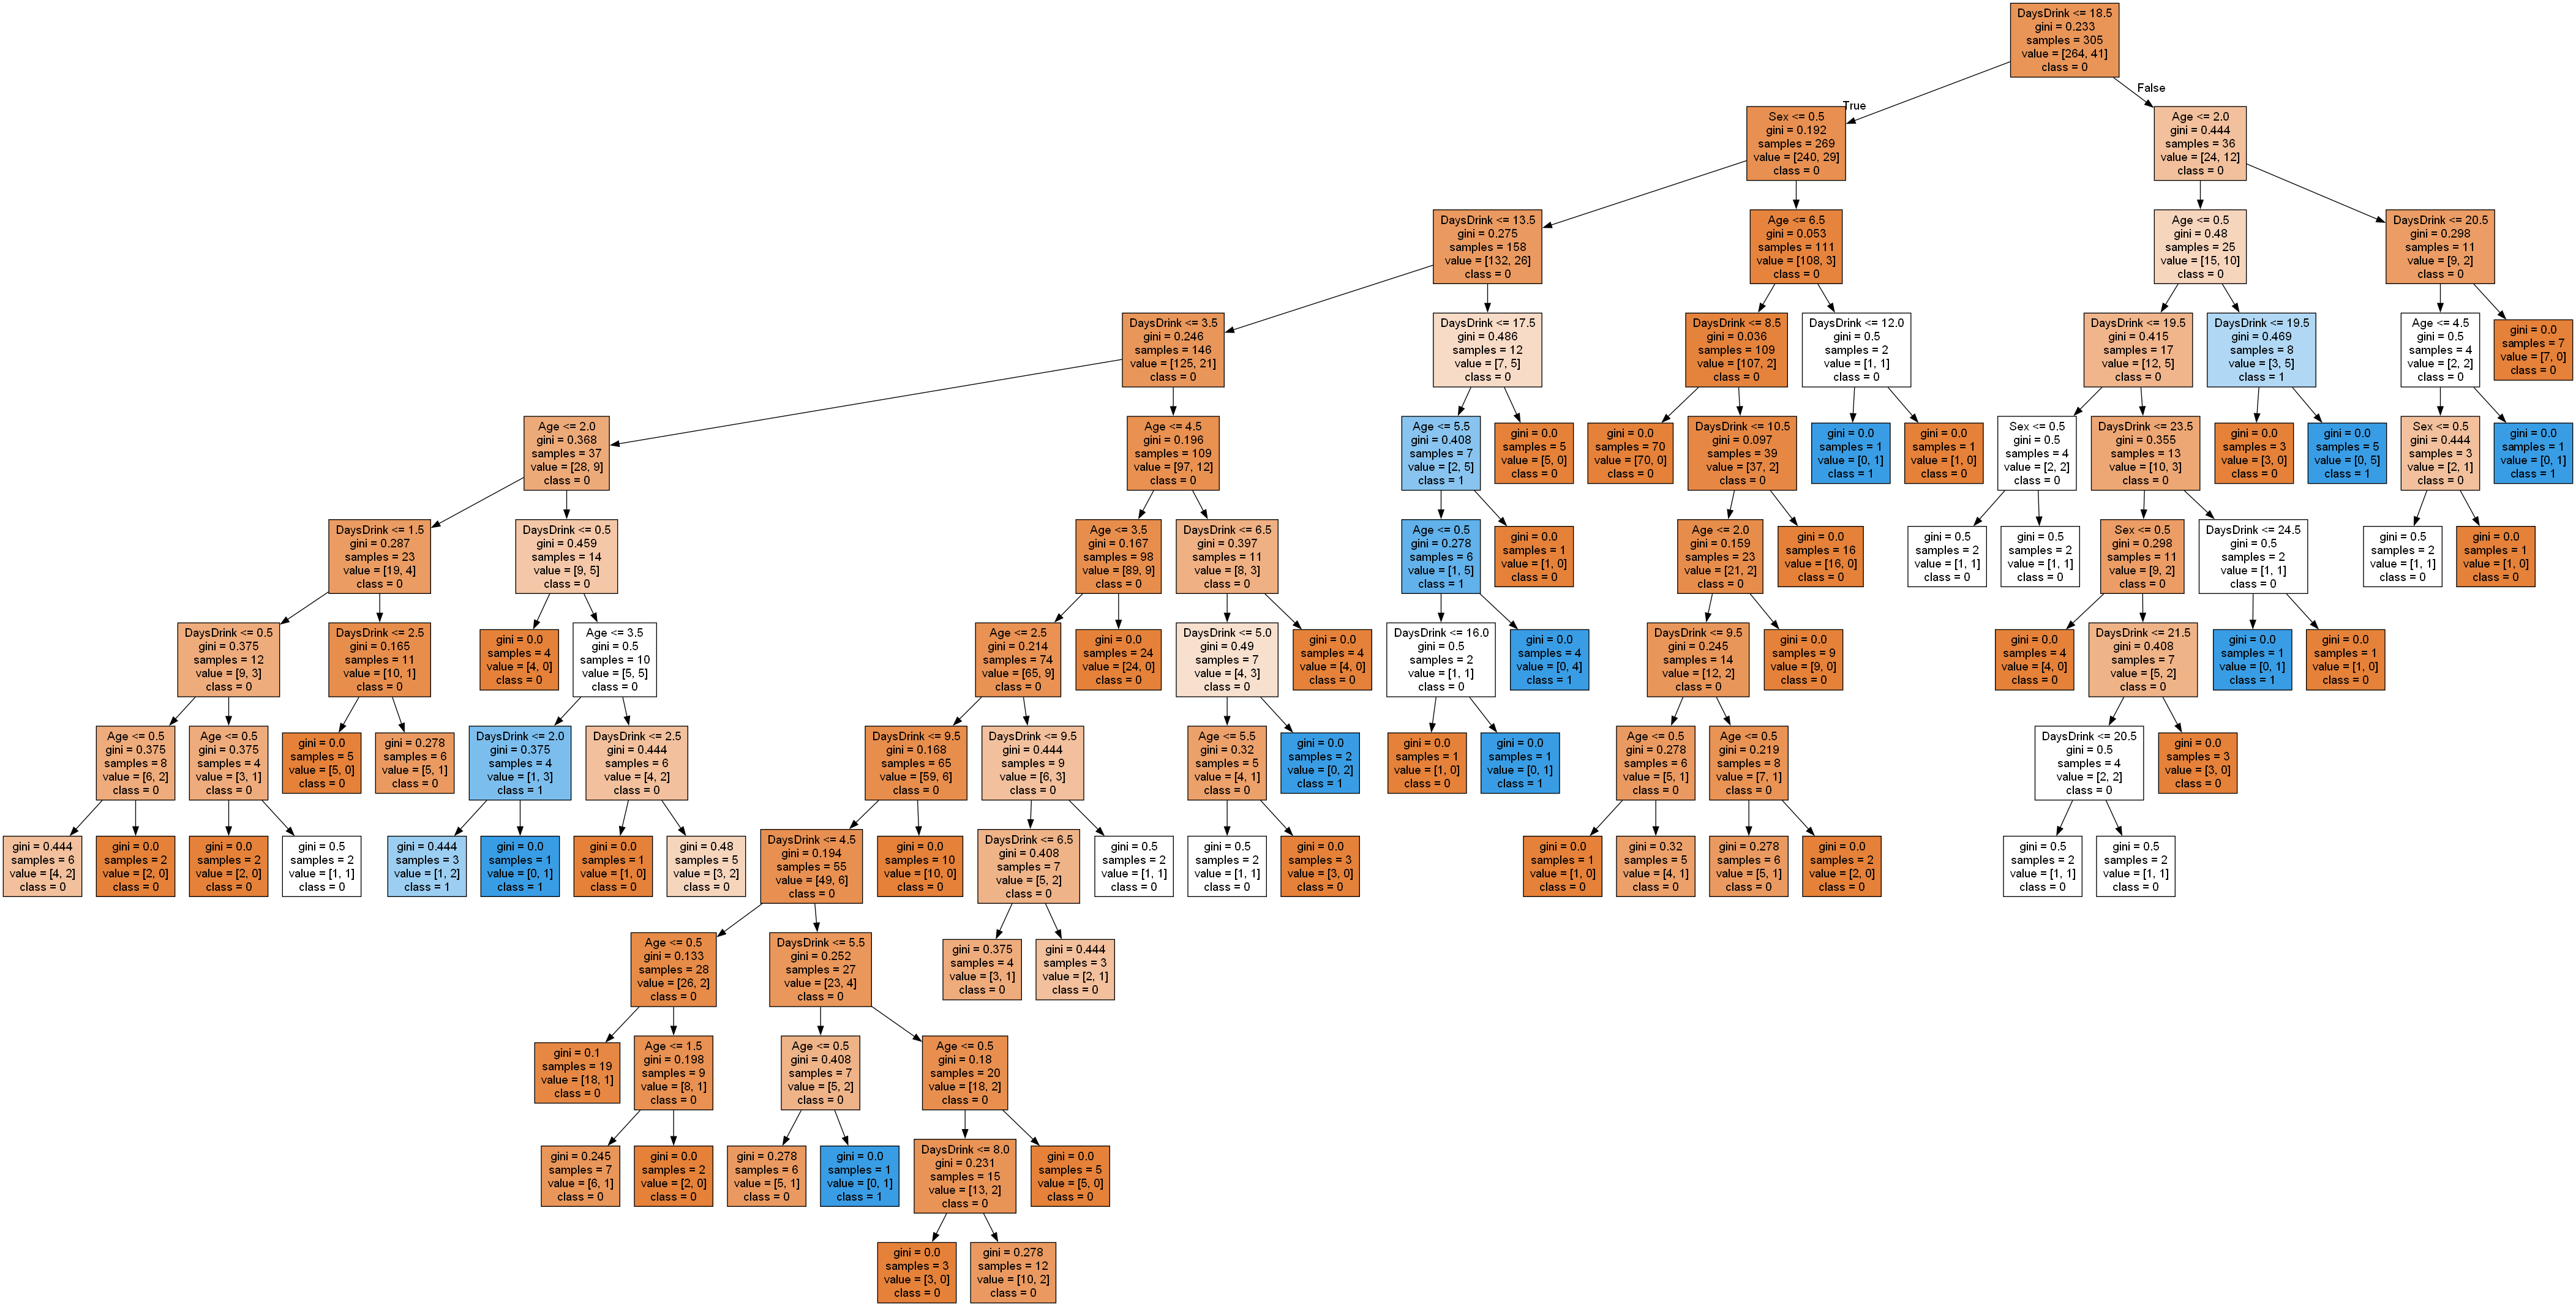 DaysDrink <= 18.5
gini = 0.233
samples = 305
value = [264, 41]
class = 0
True
False
Sex <= 0.5
gini = 0.192
samples = 269
value = [240, 29]
class = 0
Age <= 2.0
gini = 0.444
samples = 36
value = [24, 12]
class = 0
DaysDrink <= 13.5
gini = 0.275
samples = 158
value = [132, 26]
class = 0
Age <= 6.5
gini = 0.053
samples = 111
value = [108, 3]
class = 0
Age <= 0.5
gini = 0.48
samples = 25
value = [15, 10]
class = 0
DaysDrink <= 20.5
gini = 0.298
samples = 11
value = [9, 2]
class = 0
DaysDrink <= 3.5
gini = 0.246
samples = 146
value = [125, 21]
class = 0
DaysDrink <= 17.5
gini = 0.486
samples = 12
value = [7, 5]
class = 0
DaysDrink <= 8.5
gini = 0.036
samples = 109
value = [107, 2]
class = 0
DaysDrink <= 12.0
gini = 0.5
samples = 2
value = [1, 1]
class = 0
DaysDrink <= 19.5
gini = 0.415
samples = 17
value = [12, 5]
class = 0
DaysDrink <= 19.5
gini = 0.469
samples = 8
value = [3, 5]
class = 1
Age <= 4.5
gini = 0.5
samples = 4
value = [2, 2]
class = 0
gini = 0.0
samples = 7
value = [7, 0]
class = 0
Age <= 2.0
gini = 0.368
samples = 37
value = [28, 9]
class = 0
Age <= 4.5
gini = 0.196
samples = 109
value = [97, 12]
class = 0
Age <= 5.5
gini = 0.408
samples = 7
value = [2, 5]
class = 1
gini = 0.0
samples = 5
value = [5, 0]
class = 0
gini = 0.0
samples = 70
value = [70, 0]
class = 0
DaysDrink <= 10.5
gini = 0.097
samples = 39
value = [37, 2]
class = 0
gini = 0.0
samples = 1
value = [0, 1]
class = 1
gini = 0.0
samples = 1
value = [1, 0]
class = 0
Sex <= 0.5
gini = 0.5
samples = 4
value = [2, 2]
class = 0
DaysDrink <= 23.5
gini = 0.355
samples = 13
value = [10, 3]
class = 0
gini = 0.0
samples = 3
value = [3, 0]
class = 0
gini = 0.0
samples = 5
value = [0, 5]
class = 1
Sex <= 0.5
gini = 0.444
samples = 3
value = [2, 1]
class = 0
gini = 0.0
samples = 1
value = [0, 1]
class = 1
DaysDrink <= 1.5
gini = 0.287
samples = 23
value = [19, 4]
class = 0
DaysDrink <= 0.5
gini = 0.459
samples = 14
value = [9, 5]
class = 0
Age <= 3.5
gini = 0.167
samples = 98
value = [89, 9]
class = 0
DaysDrink <= 6.5
gini = 0.397
samples = 11
value = [8, 3]
class = 0
Age <= 0.5
gini = 0.278
samples = 6
value = [1, 5]
class = 1
gini = 0.0
samples = 1
value = [1, 0]
class = 0
Age <= 2.0
gini = 0.159
samples = 23
value = [21, 2]
class = 0
gini = 0.0
samples = 16
value = [16, 0]
class = 0
gini = 0.5
samples = 2
value = [1, 1]
class = 0
gini = 0.5
samples = 2
value = [1, 1]
class = 0
Sex <= 0.5
gini = 0.298
samples = 11
value = [9, 2]
class = 0
DaysDrink <= 24.5
gini = 0.5
samples = 2
value = [1, 1]
class = 0
gini = 0.5
samples = 2
value = [1, 1]
class = 0
gini = 0.0
samples = 1
value = [1, 0]
class = 0
DaysDrink <= 0.5
gini = 0.375
samples = 12
value = [9, 3]
class = 0
DaysDrink <= 2.5
gini = 0.165
samples = 11
value = [10, 1]
class = 0
gini = 0.0
samples = 4
value = [4, 0]
class = 0
Age <= 3.5
gini = 0.5
samples = 10
value = [5, 5]
class = 0
Age <= 2.5
gini = 0.214
samples = 74
value = [65, 9]
class = 0
gini = 0.0
samples = 24
value = [24, 0]
class = 0
DaysDrink <= 5.0
gini = 0.49
samples = 7
value = [4, 3]
class = 0
gini = 0.0
samples = 4
value = [4, 0]
class = 0
DaysDrink <= 16.0
gini = 0.5
samples = 2
value = [1, 1]
class = 0
gini = 0.0
samples = 4
value = [0, 4]
class = 1
DaysDrink <= 9.5
gini = 0.245
samples = 14
value = [12, 2]
class = 0
gini = 0.0
samples = 9
value = [9, 0]
class = 0
gini = 0.0
samples = 4
value = [4, 0]
class = 0
DaysDrink <= 21.5
gini = 0.408
samples = 7
value = [5, 2]
class = 0
gini = 0.0
samples = 1
value = [0, 1]
class = 1
gini = 0.0
samples = 1
value = [1, 0]
class = 0
Age <= 0.5
gini = 0.375
samples = 8
value = [6, 2]
class = 0
Age <= 0.5
gini = 0.375
samples = 4
value = [3, 1]
class = 0
gini = 0.0
samples = 5
value = [5, 0]
class = 0
gini = 0.278
samples = 6
value = [5, 1]
class = 0
DaysDrink <= 2.0
gini = 0.375
samples = 4
value = [1, 3]
class = 1
DaysDrink <= 2.5
gini = 0.444
samples = 6
value = [4, 2]
class = 0
DaysDrink <= 9.5
gini = 0.168
samples = 65
value = [59, 6]
class = 0
DaysDrink <= 9.5
gini = 0.444
samples = 9
value = [6, 3]
class = 0
Age <= 5.5
gini = 0.32
samples = 5
value = [4, 1]
class = 0
gini = 0.0
samples = 2
value = [0, 2]
class = 1
gini = 0.0
samples = 1
value = [1, 0]
class = 0
gini = 0.0
samples = 1
value = [0, 1]
class = 1
Age <= 0.5
gini = 0.278
samples = 6
value = [5, 1]
class = 0
Age <= 0.5
gini = 0.219
samples = 8
value = [7, 1]
class = 0
DaysDrink <= 20.5
gini = 0.5
samples = 4
value = [2, 2]
class = 0
gini = 0.0
samples = 3
value = [3, 0]
class = 0
gini = 0.444
samples = 6
value = [4, 2]
class = 0
gini = 0.0
samples = 2
value = [2, 0]
class = 0
gini = 0.0
samples = 2
value = [2, 0]
class = 0
gini = 0.5
samples = 2
value = [1, 1]
class = 0
gini = 0.444
samples = 3
value = [1, 2]
class = 1
gini = 0.0
samples = 1
value = [0, 1]
class = 1
gini = 0.0
samples = 1
value = [1, 0]
class = 0
gini = 0.48
samples = 5
value = [3, 2]
class = 0
DaysDrink <= 4.5
gini = 0.194
samples = 55
value = [49, 6]
class = 0
gini = 0.0
samples = 10
value = [10, 0]
class = 0
DaysDrink <= 6.5
gini = 0.408
samples = 7
value = [5, 2]
class = 0
gini = 0.5
samples = 2
value = [1, 1]
class = 0
gini = 0.5
samples = 2
value = [1, 1]
class = 0
gini = 0.0
samples = 3
value = [3, 0]
class = 0
gini = 0.0
samples = 1
value = [1, 0]
class = 0
gini = 0.32
samples = 5
value = [4, 1]
class = 0
gini = 0.278
samples = 6
value = [5, 1]
class = 0
gini = 0.0
samples = 2
value = [2, 0]
class = 0
gini = 0.5
samples = 2
value = [1, 1]
class = 0
gini = 0.5
samples = 2
value = [1, 1]
class = 0
Age <= 0.5
gini = 0.133
samples = 28
value = [26, 2]
class = 0
DaysDrink <= 5.5
gini = 0.252
samples = 27
value = [23, 4]
class = 0
gini = 0.375
samples = 4
value = [3, 1]
class = 0
gini = 0.444
samples = 3
value = [2, 1]
class = 0
gini = 0.1
samples = 19
value = [18, 1]
class = 0
Age <= 1.5
gini = 0.198
samples = 9
value = [8, 1]
class = 0
Age <= 0.5
gini = 0.408
samples = 7
value = [5, 2]
class = 0
Age <= 0.5
gini = 0.18
samples = 20
value = [18, 2]
class = 0
gini = 0.245
samples = 7
value = [6, 1]
class = 0
gini = 0.0
samples = 2
value = [2, 0]
class = 0
gini = 0.278
samples = 6
value = [5, 1]
class = 0
gini = 0.0
samples = 1
value = [0, 1]
class = 1
DaysDrink <= 8.0
gini = 0.231
samples = 15
value = [13, 2]
class = 0
gini = 0.0
samples = 5
value = [5, 0]
class = 0
gini = 0.0
samples = 3
value = [3, 0]
class = 0
gini = 0.278
samples = 12
value = [10, 2]
class = 0